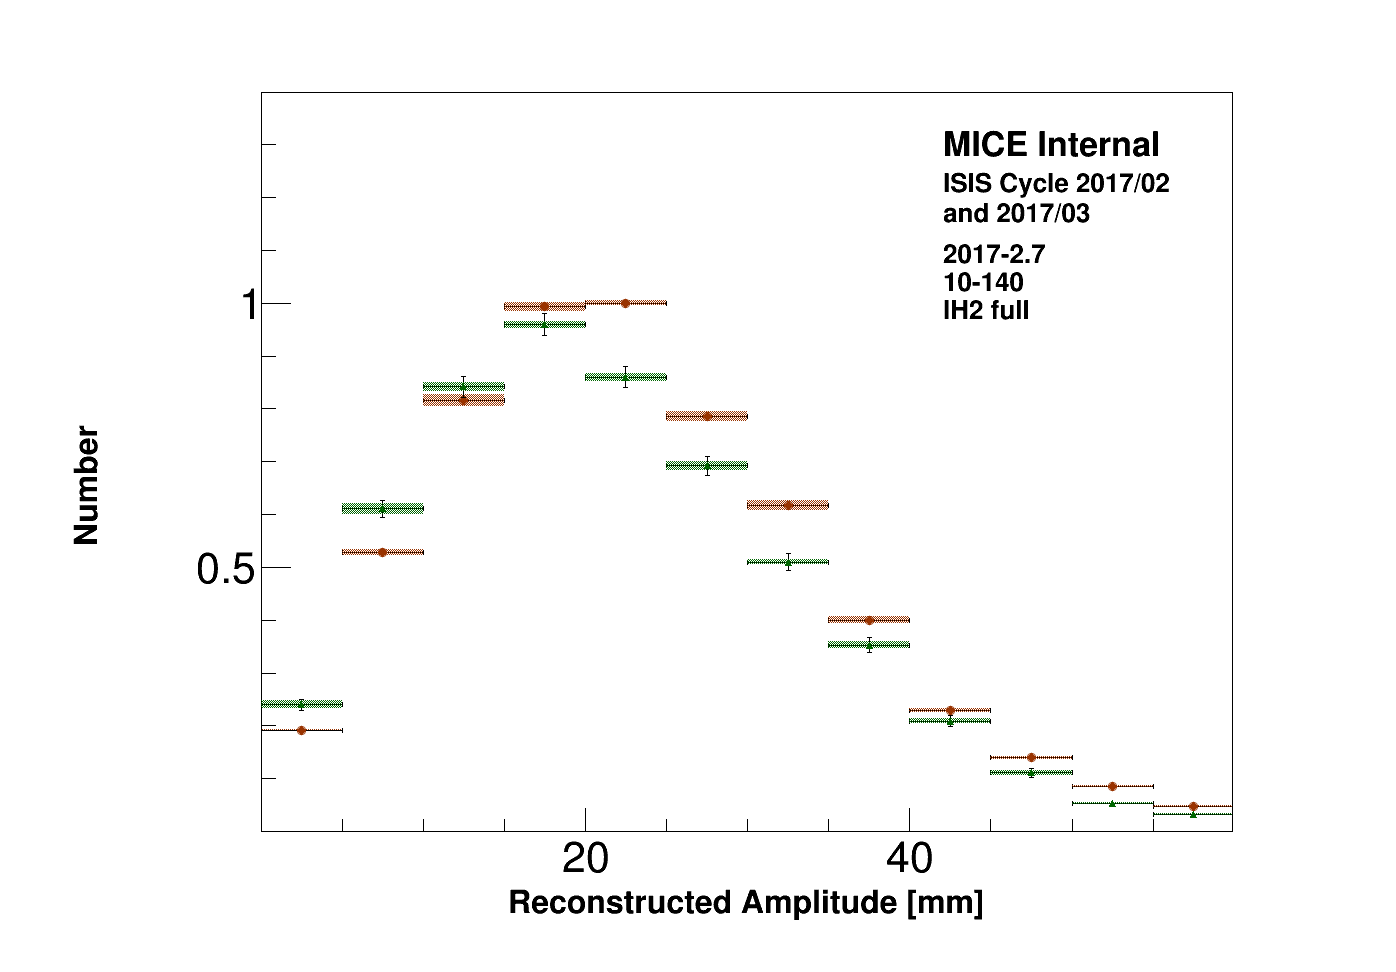 MICE Internal
ISIS Cycle 2017/02
and 2017/03
2017-2.7
10-140
IH2 full
1
0.5
Number
20
40
Reconstructed Amplitude [mm]